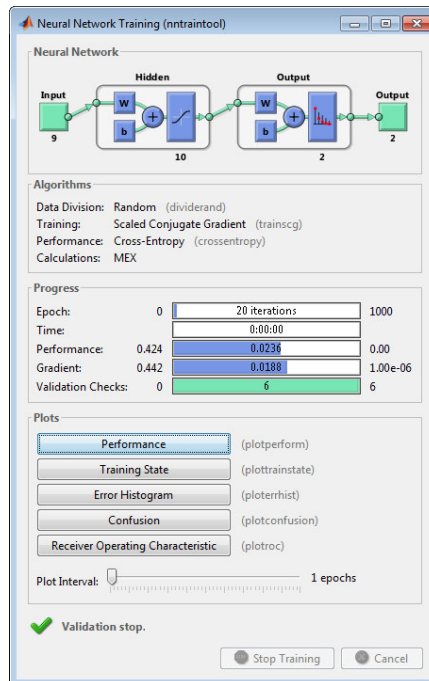 Neural Network Training (nntraintool)
Neural Network
Hidden Output
Input Output
W W
b b
9 10 2 2
Algorithms
Data Division: Random (dividerand)
Training: Scaled Conjugate Gradient (trainscg)
Performance: Cross-Entropy (crossentropy)
Calculations: MEX
Progress
Epoch: 0 20 iterations 1000
Time: 0:00:00
Performance: 0.424 0.0236 0.00
Gradient: 0.442 0.0188 1.00e-06
Validation Checks: 0 6 6
Plots
Performance (plotperform)
Training State (plottrainstate)
Error Histogram (ploterrhist)
Confusion (plotconfusion)
Receiver Operating Characteristic (plotroc)
Plot Interval: 1 epochs
Validation stop.
Stop Training Cancel